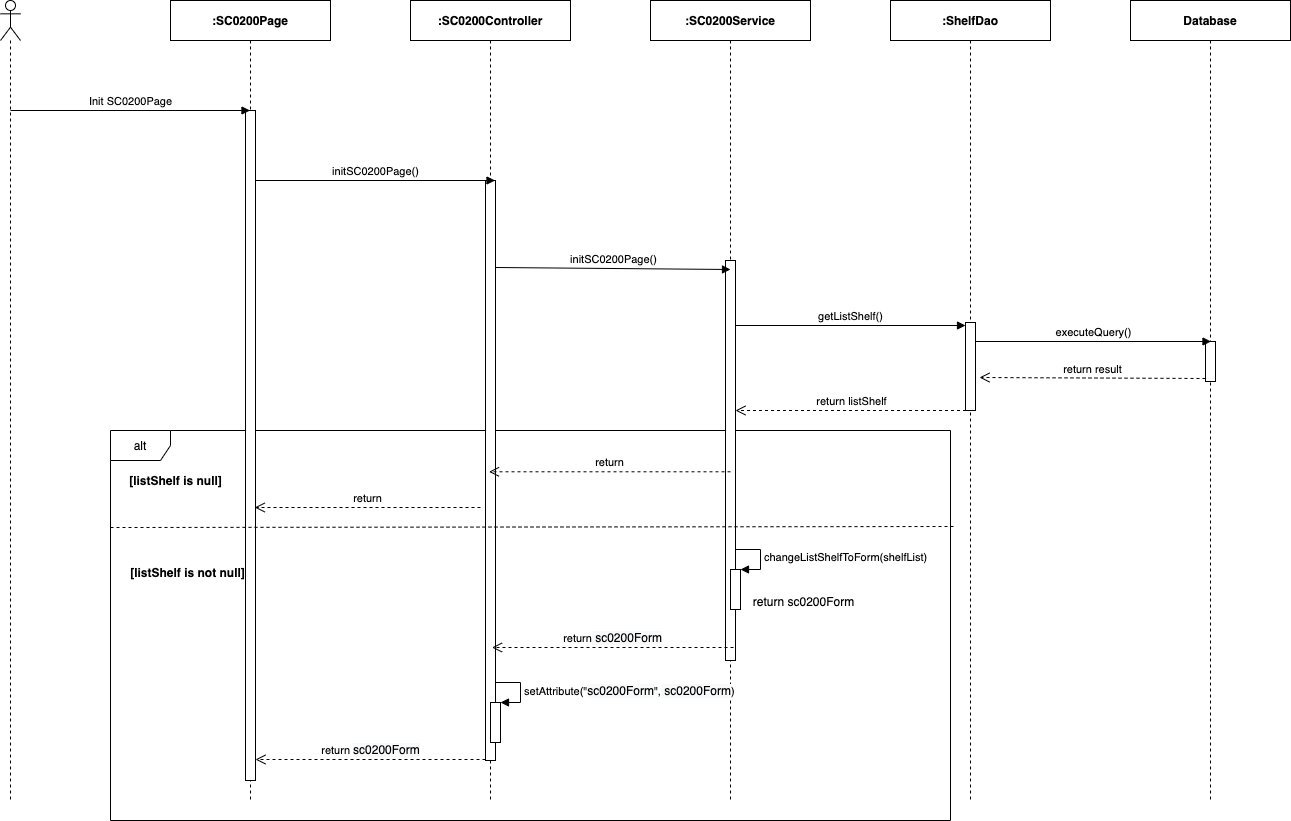 :SC0200Page
:SC0200Controller
:SC0200Service
:ShelfDao
Database
Init SC0200Page
initSC0200Page()
initSC0200Page()
getListShelf()
executeQuery()
return result
return listShelf
alt
return
[listShelf is null]
return
changeListShelfToForm(shelfList)
[listShelf is not null]
return sc0200Form
return sc0200Form
setAttribute("sc0200Form", sc0200Form)
return sc0200Form